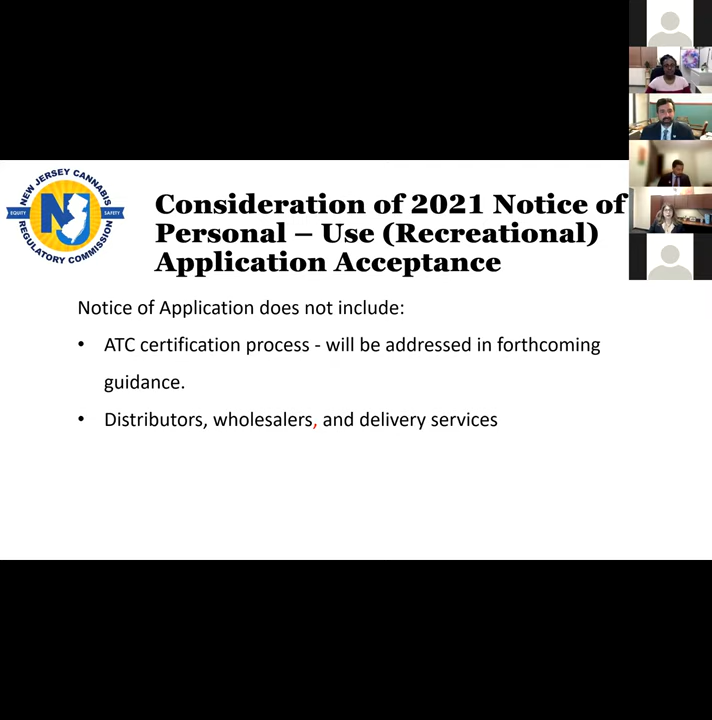 NEW JERSEY CANNABIS
EQUITY
SAFETY
NJ
REGULATORY COMMISSION
Consideration of 2021 Notice of
Personal – Use (Recreational)
Application Acceptance
Notice of Application does not include:
• ATC certification process - will be addressed in forthcoming
guidance.
• Distributors, wholesalers, and delivery services